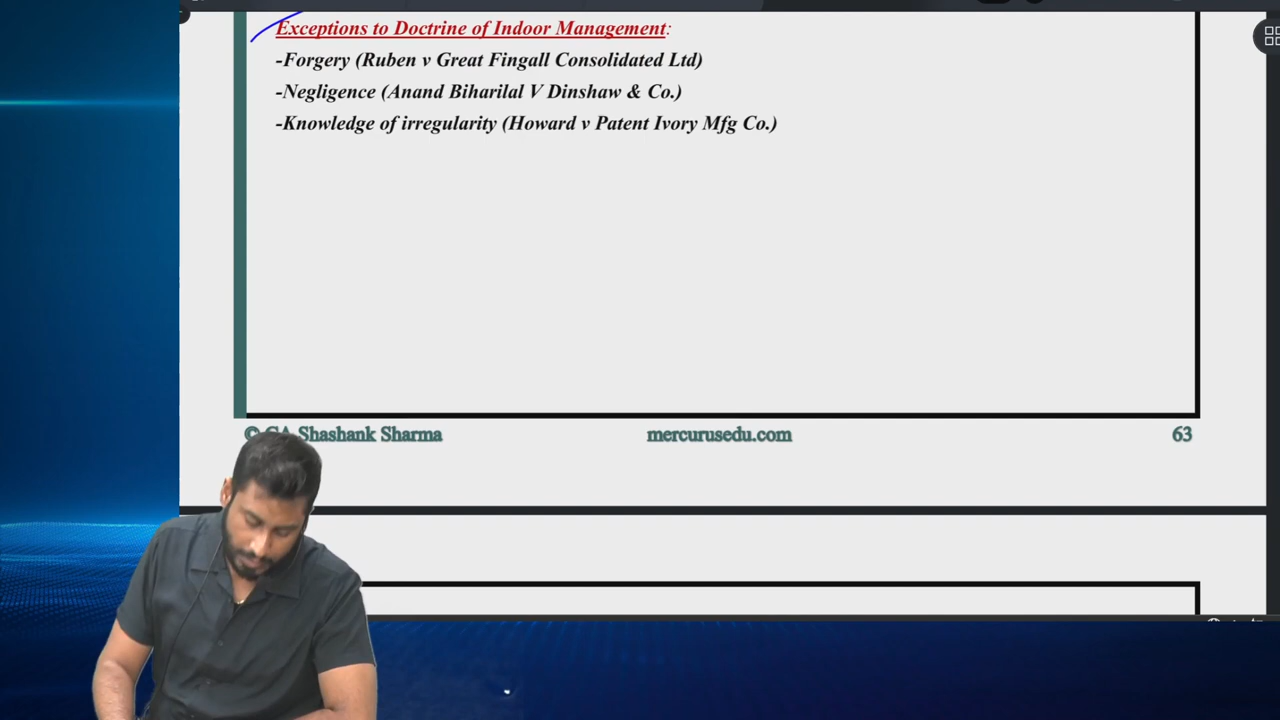 Exceptions to Doctrine of Indoor Management:
-Forgery (Ruben v Great Fingall Consolidated Ltd)
-Negligence (Anand Biharilal V Dinshaw & Co.)
-Knowledge of irregularity (Howard v Patent Ivory Mfg Co.)
© CA Shashank Sharma
mercurusedu.com
63